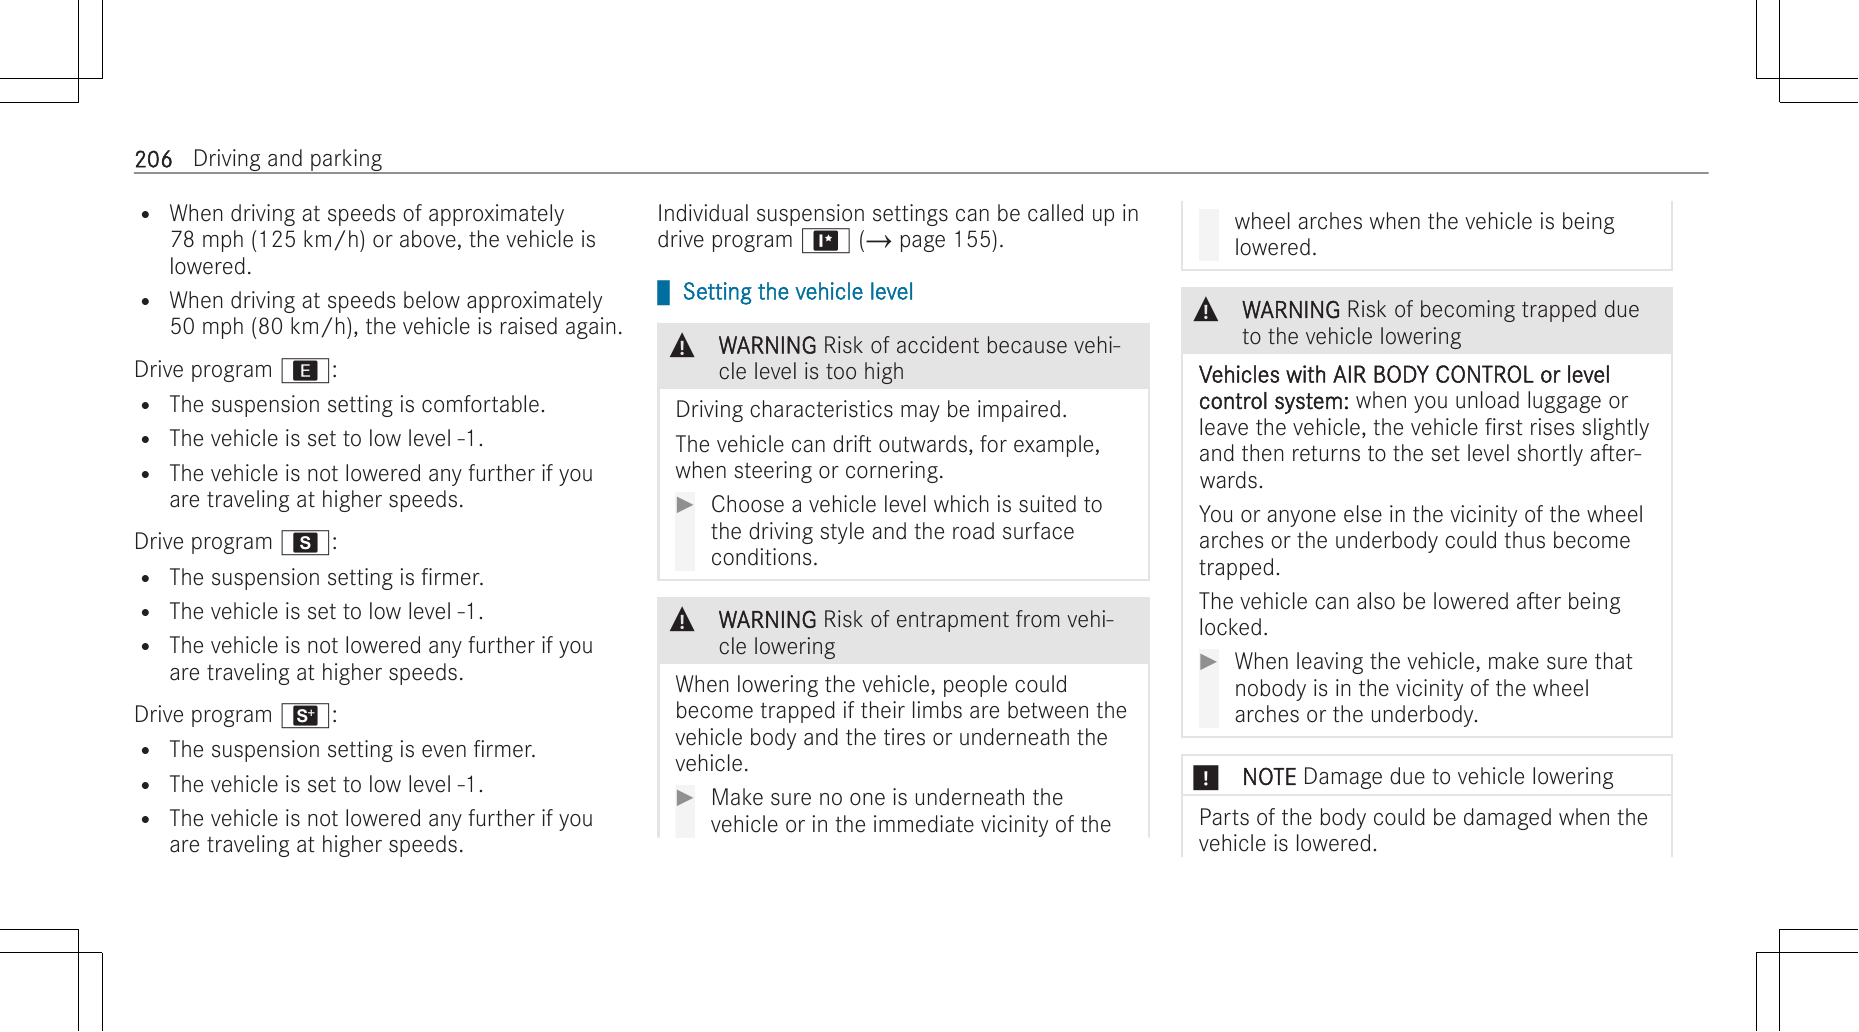 206 Driving and parking
• When driving at speeds of approximately
78 mph (125 km/h) or above, the vehicle is
lowered.
• When driving at speeds below approximately
50 mph (80 km/h), the vehicle is raised again.
Drive program E:
• The suspension setting is comfortable.
• The vehicle is set to low level -1.
• The vehicle is not lowered any further if you
are traveling at higher speeds.
Drive program S:
• The suspension setting is firmer.
• The vehicle is set to low level -1.
• The vehicle is not lowered any further if you
are traveling at higher speeds.
Drive program S+:
• The suspension setting is even firmer.
• The vehicle is set to low level -1.
• The vehicle is not lowered any further if you
are traveling at higher speeds.
Individual suspension settings can be called up in
drive program I* (→ page 155).
Setting the vehicle level
WARNING Risk of accident because vehi-
cle level is too high
Driving characteristics may be impaired.
The vehicle can drift outwards, for example,
when steering or cornering.
▶ Choose a vehicle level which is suited to
the driving style and the road surface
conditions.
WARNING Risk of entrapment from vehi-
cle lowering
When lowering the vehicle, people could
become trapped if their limbs are between the
vehicle body and the tires or underneath the
vehicle.
▶ Make sure no one is underneath the
vehicle or in the immediate vicinity of the
wheel arches when the vehicle is being
lowered.
WARNING Risk of becoming trapped due
to the vehicle lowering
Vehicles with AIR BODY CONTROL or level
control system: when you unload luggage or
leave the vehicle, the vehicle first rises slightly
and then returns to the set level shortly after-
wards.
You or anyone else in the vicinity of the wheel
arches or the underbody could thus become
trapped.
The vehicle can also be lowered after being
locked.
▶ When leaving the vehicle, make sure that
nobody is in the vicinity of the wheel
arches or the underbody.
! NOTE Damage due to vehicle lowering
Parts of the body could be damaged when the
vehicle is lowered.